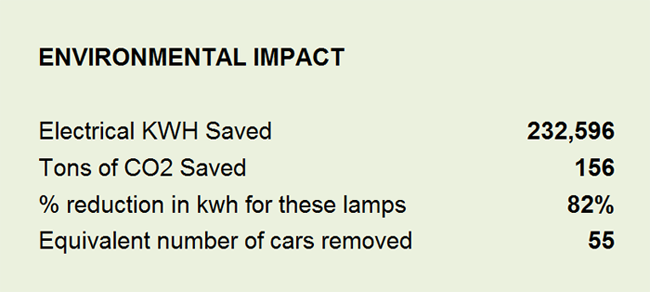 ENVIRONMENTAL IMPACT
Electrical KWH Saved 232,596
Tons of CO2 Saved 156
% reduction in kwh for these lamps 82%
Equivalent number of cars removed 55